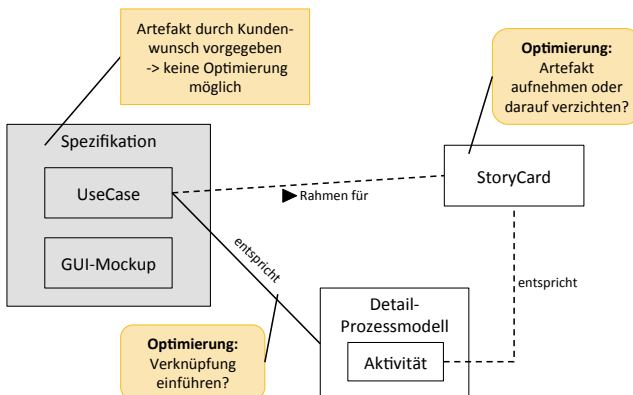 Artefakt durch Kunden-
wunsch vorgegeben
-> keine Optimierung
möglich
Optimierung:
Artefakt
aufnehmen oder
darauf verzichten?
Spezifikation
UseCase
GUI-Mockup
StoryCard
Rahmen für
entspricht
entspricht
Detail-
Prozessmodell
Aktivität
Optimierung:
Verknüpfung
einführen?